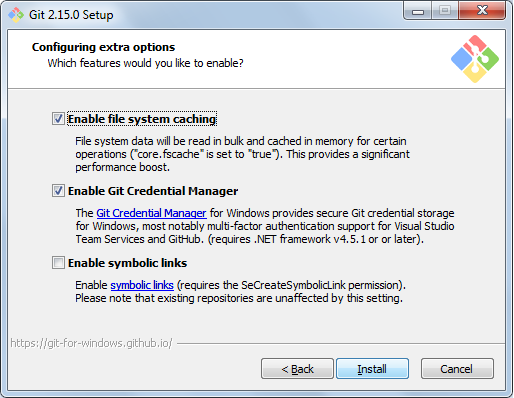 Git 2.15.0 Setup
Configuring extra options
Which features would you like to enable?
Enable file system caching
File system data will be read in bulk and cached in memory for certain
operations ("core.fscache" is set to "true"). This provides a significant
performance boost.
Enable Git Credential Manager
The Git Credential Manager for Windows provides secure Git credential storage
for Windows, most notably multi-factor authentication support for Visual Studio
Team Services and GitHub. (requires .NET framework v4.5.1 or or later).
Enable symbolic links
Enable symbolic links (requires the SeCreateSymbolicLink permission).
Please note that existing repositories are unaffected by this setting.
https://git-for-windows.github.io/
< Back Install Cancel